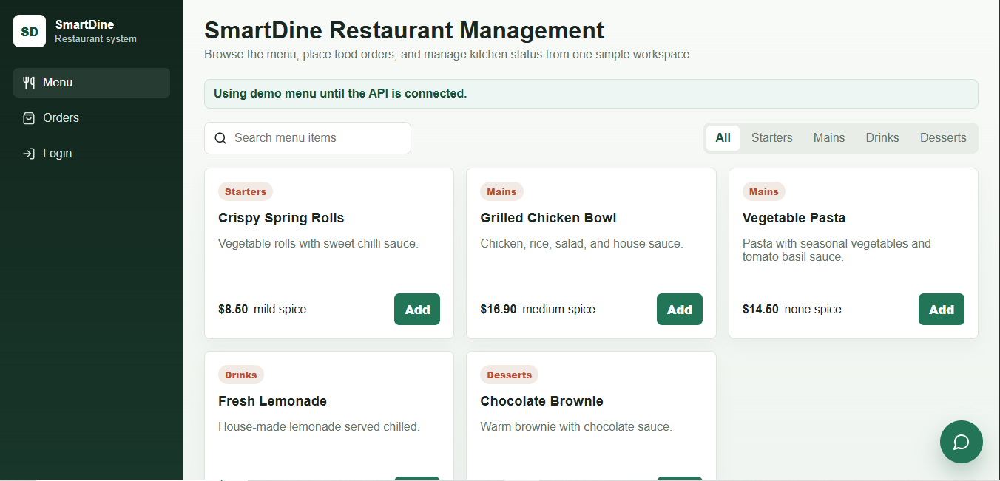 SD
SmartDine
Restaurant system
Menu
Orders
Login
SmartDine Restaurant Management
Browse the menu, place food orders, and manage kitchen status from one simple workspace.
Using demo menu until the API is connected.
Search menu items
All Starters Mains Drinks Desserts
Starters
Crispy Spring Rolls
Vegetable rolls with sweet chilli sauce.
$8.50 mild spice
Add
Mains
Grilled Chicken Bowl
Chicken, rice, salad, and house sauce.
$16.90 medium spice
Add
Mains
Vegetable Pasta
Pasta with seasonal vegetables and
tomato basil sauce.
$14.50 none spice
Add
Drinks
Fresh Lemonade
House-made lemonade served chilled.
Desserts
Chocolate Brownie
Warm brownie with chocolate sauce.